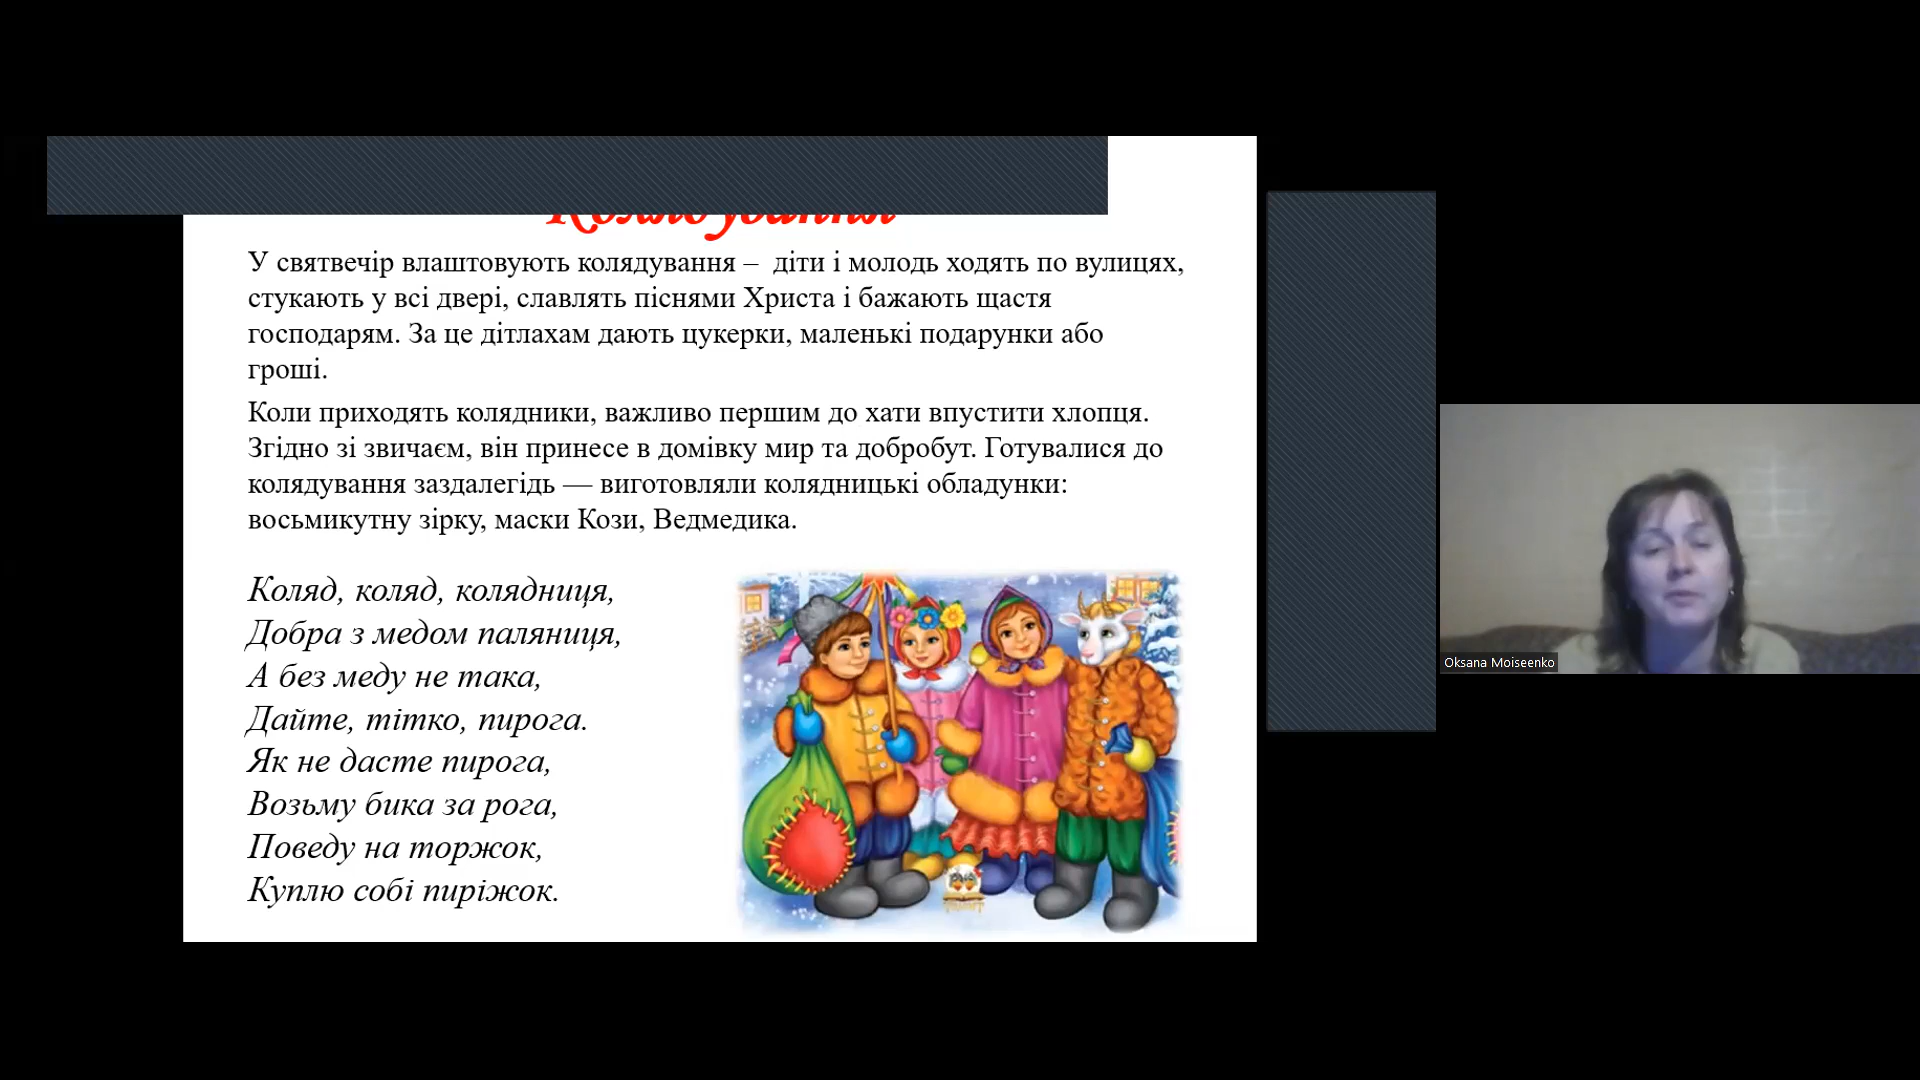 Колядування
У святвечір влаштовують колядування – діти і молодь ходять по вулицях,
стукають у всі двері, славлять піснями Христа і бажають щастя
господарям. За це дітлахам дають цукерки, маленькі подарунки або
гроші.
Коли приходять колядники, важливо першим до хати впустити хлопця.
Згідно зі звичаєм, він принесе в домівку мир та добробут. Готувалися до
колядування заздалегідь — виготовляли колядницькі обладунки:
восьмикутну зірку, маски Кози, Ведмедика.
Коляд, коляд, колядниця,
Добра з медом паляниця,
А без меду не така,
Дайте, тітко, пирога.
Як не дасте пирога,
Возьму бика за рога,
Поведу на торжок,
Куплю собі пиріжок.
Oksana Moiseenko